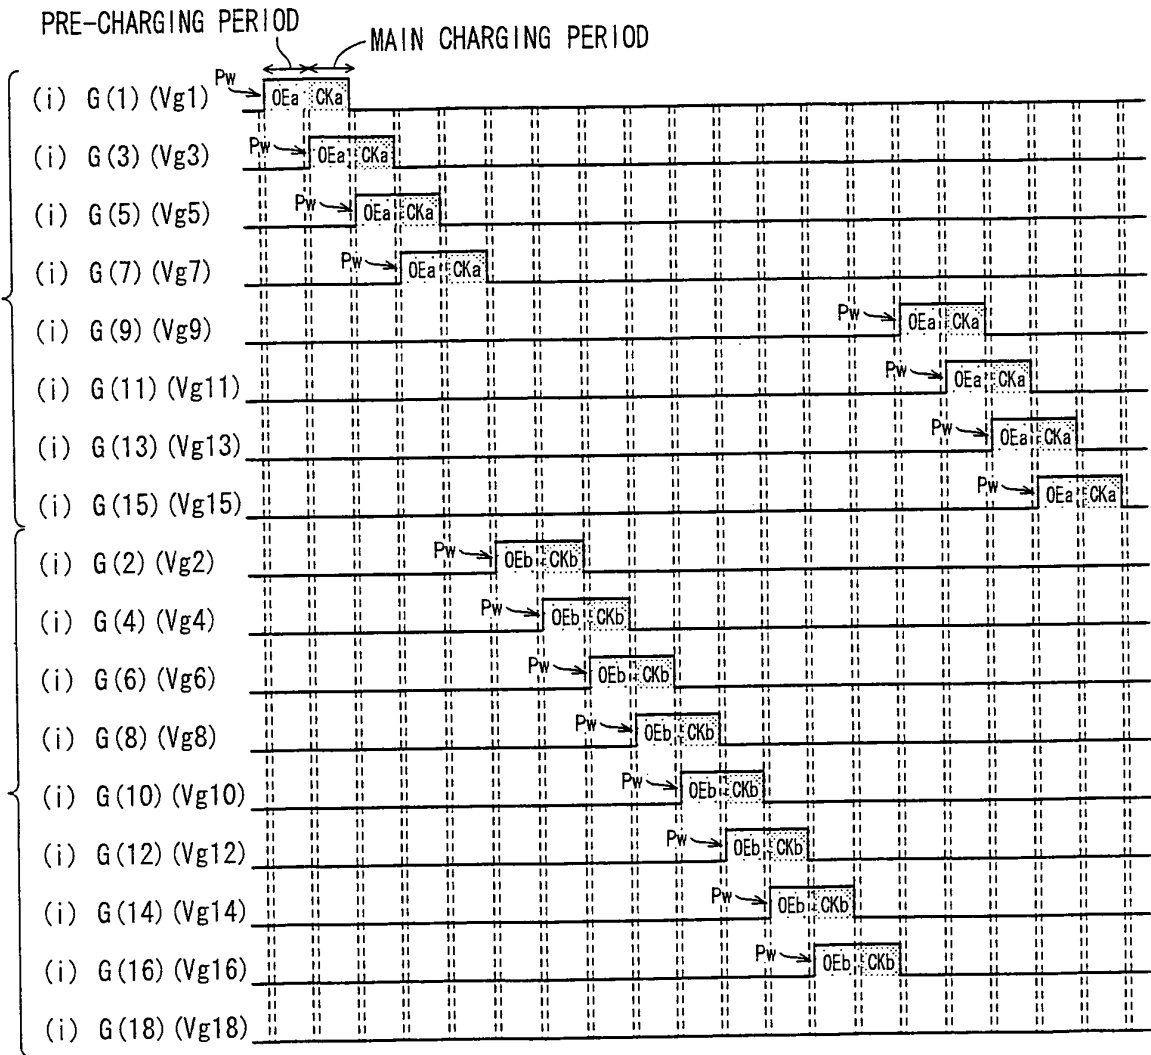 PRE-CHARGING PERIOD
MAIN CHARGING PERIOD
(i) G(1)(Vg1) Pw OEa CKa
(i) G(3)(Vg3) Pw OEa CKa
(i) G(5)(Vg5) Pw OEa CKa
(i) G(7)(Vg7) Pw OEa CKa
(i) G(9)(Vg9) Pw OEa CKa
(i) G(11)(Vg11) Pw OEa CKa
(i) G(13)(Vg13) Pw OEa CKa
(i) G(15)(Vg15) Pw OEa CKa
(i) G(2)(Vg2) Pw OEb CKb
(i) G(4)(Vg4) Pw OEb CKb
(i) G(6)(Vg6) Pw OEb CKb
(i) G(8)(Vg8) Pw OEb CKb
(i) G(10)(Vg10) Pw OEb CKb
(i) G(12)(Vg12) Pw OEb CKb
(i) G(14)(Vg14) Pw OEb CKb
(i) G(16)(Vg16) Pw OEb CKb
(i) G(18)(Vg18)